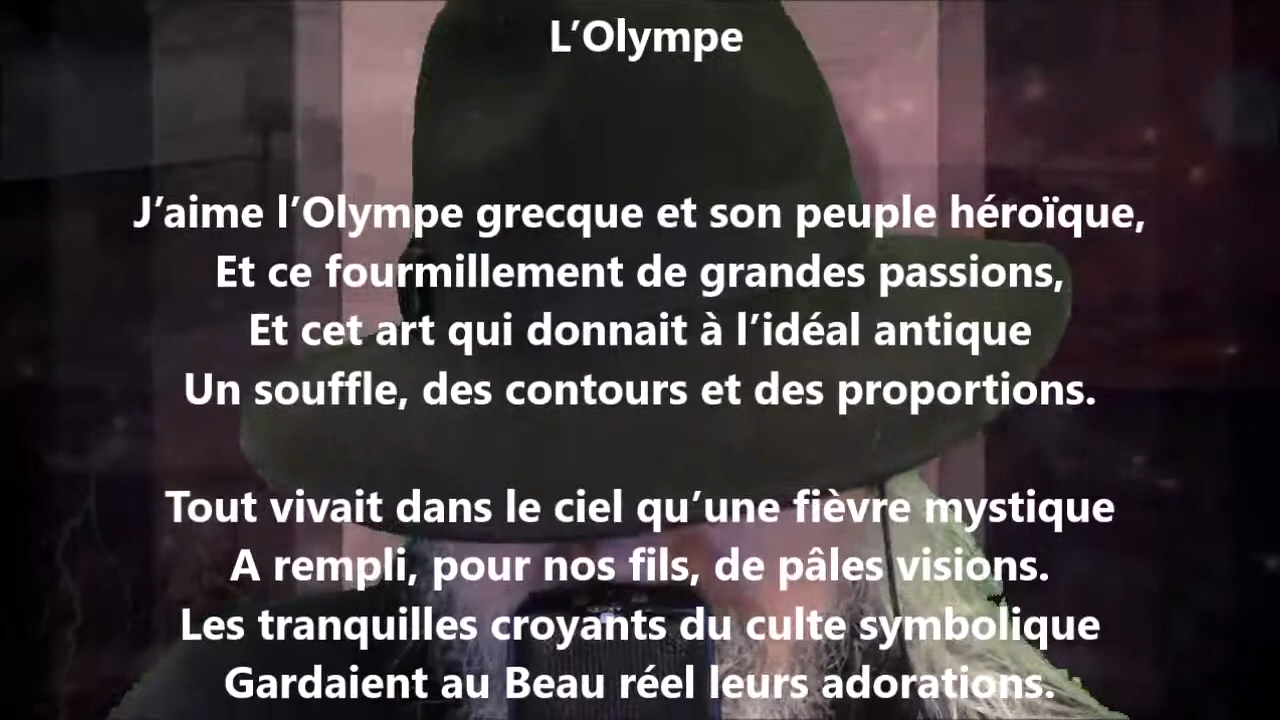 L’Olympe
J’aime l’Olympe grecque et son peuple héroïque,
Et ce fourmillement de grandes passions,
Et cet art qui donnait à l’idéal antique
Un souffle, des contours et des proportions.
Tout vivait dans le ciel qu’une fièvre mystique
A rempli, pour nos fils, de pâles visions.
Les tranquilles croyants du culte symbolique
Gardaient au Beau réel leurs adorations.